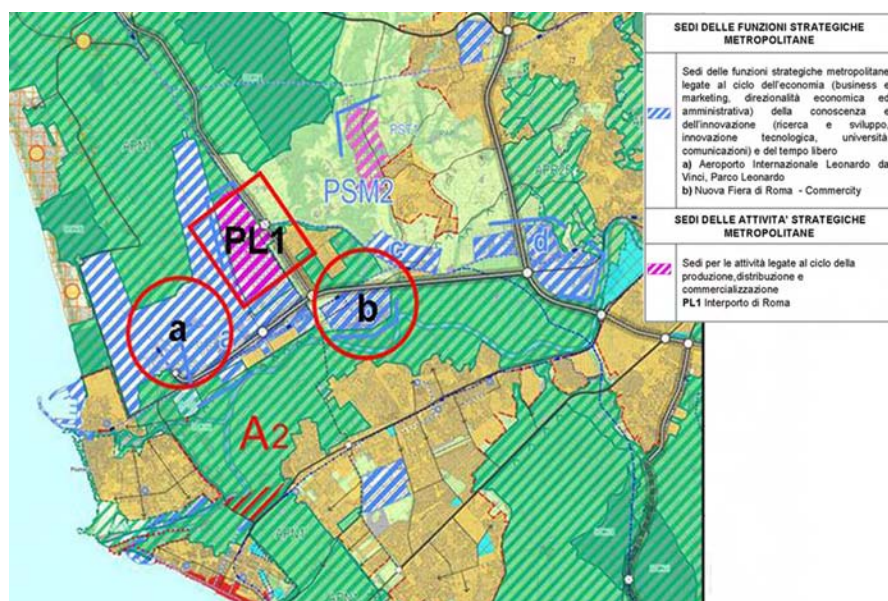 SEDI DELLE FUNZIONI STRATEGICHE
METROPOLITANE
Sedi delle funzioni strategiche metropolitane
legate al ciclo dell'economia (business e
marketing, direzionalità economica ed
amministrativa) della conoscenza e
dell'innovazione (ricerca e sviluppo,
innovazione tecnologica, università,
comunicazioni) e del tempo libero
a) Aeroporto Internazionale Leonardo da
Vinci, Parco Leonardo
b) Nuova Fiera di Roma - Commercity
SEDI DELLE ATTIVITA' STRATEGICHE
METROPOLITANE
Sedi per le attività legate al ciclo della
produzione,distribuzione e
commercializzazione
PL1 Interporto di Roma
APN1
PSM2
PL1
c
d
a
b
A2
APN1